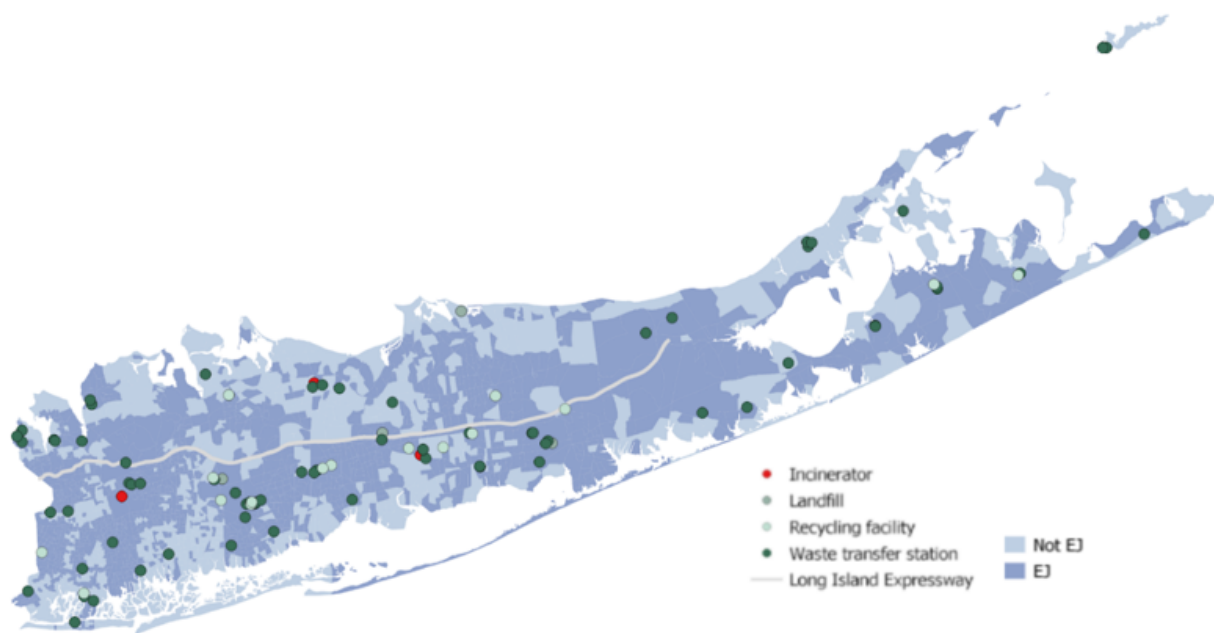 Incinerator
Landfill
Recycling facility
Waste transfer station
Long Island Expressway
Not EJ
EJ